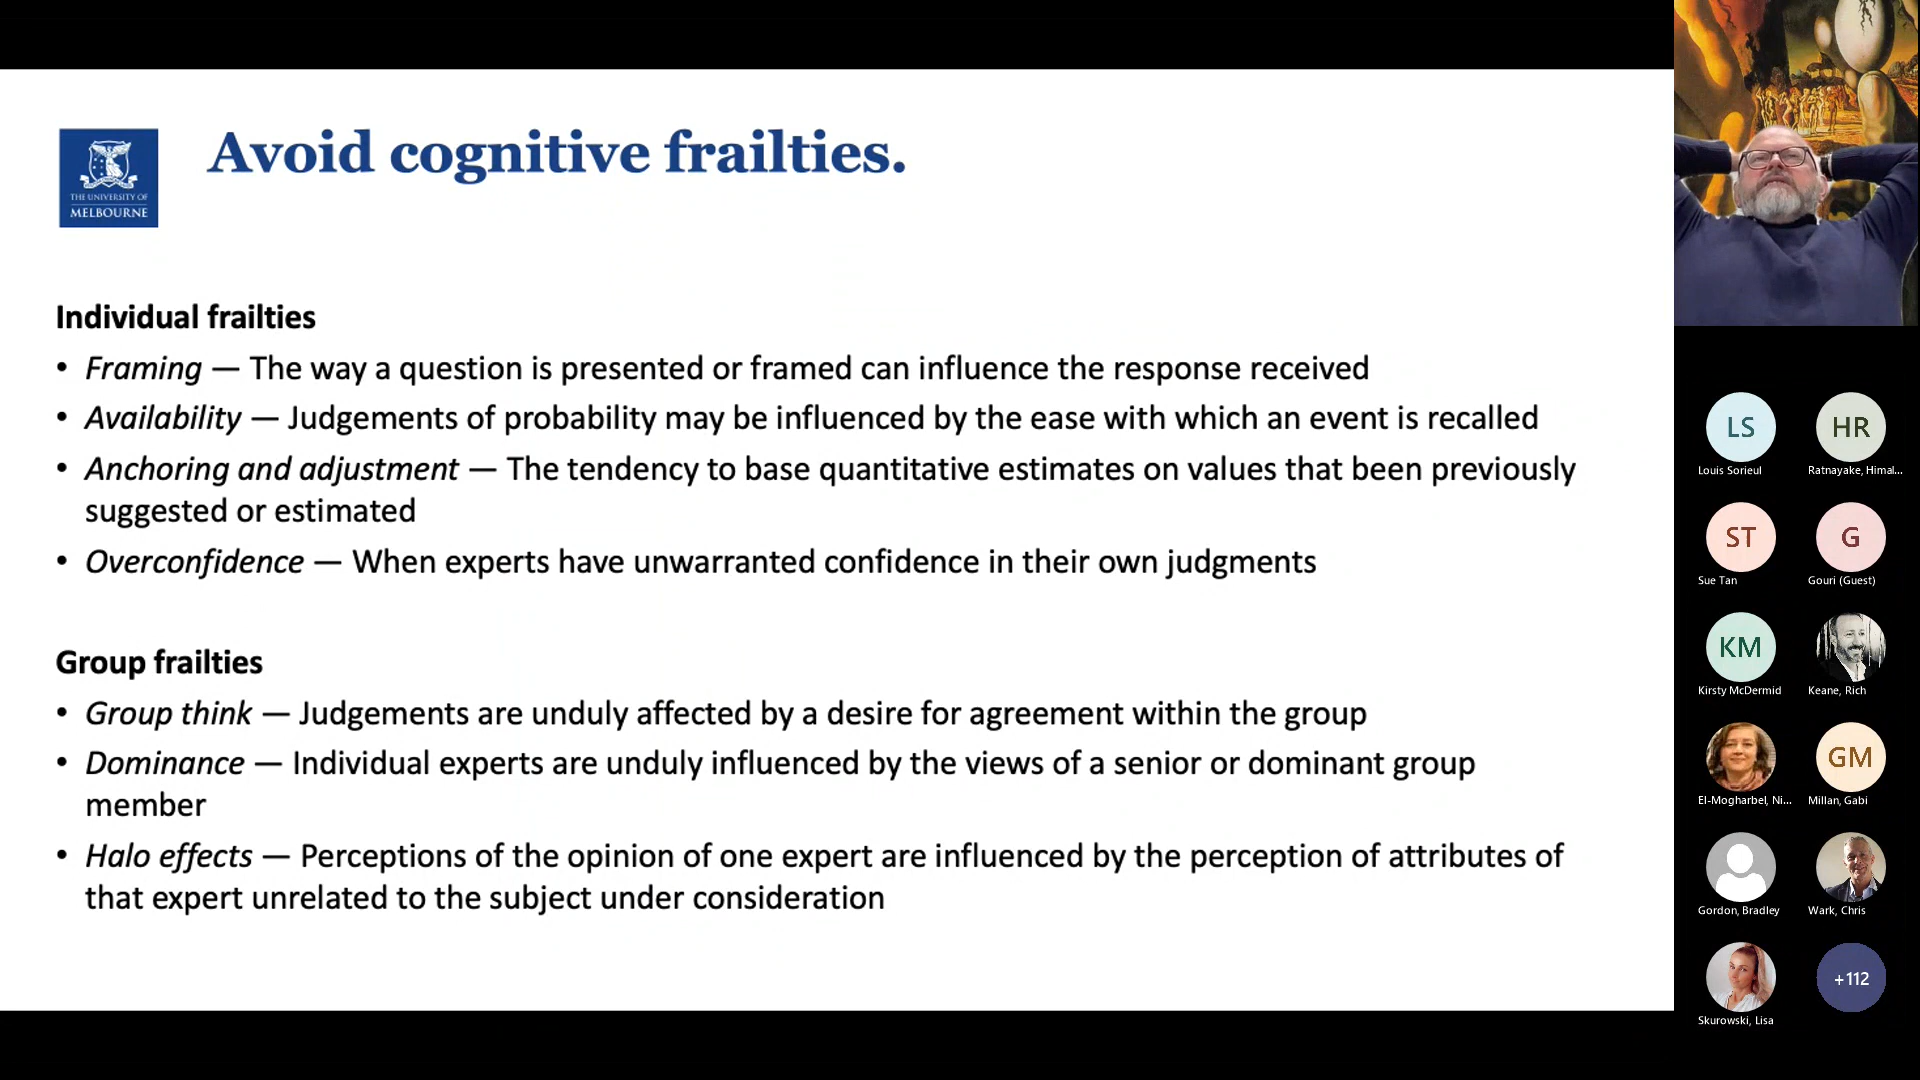 THE UNIVERSITY OF
MELBOURNE
Avoid cognitive frailties.
Individual frailties
• Framing — The way a question is presented or framed can influence the response received
• Availability — Judgements of probability may be influenced by the ease with which an event is recalled
• Anchoring and adjustment — The tendency to base quantitative estimates on values that been previously
suggested or estimated
• Overconfidence — When experts have unwarranted confidence in their own judgments
Group frailties
• Group think — Judgements are unduly affected by a desire for agreement within the group
• Dominance — Individual experts are unduly influenced by the views of a senior or dominant group
member
• Halo effects — Perceptions of the opinion of one expert are influenced by the perception of attributes of
that expert unrelated to the subject under consideration
LS
Louis Sorieul
HR
Ratnayake, Himal...
ST
Sue Tan
G
Gouri (Guest)
KM
Kirsty McDermid
Keane, Rich
El-Mogharbel, Ni...
GM
Millan, Gabi
Gordon, Bradley
Wark, Chris
Skurowski, Lisa
+112